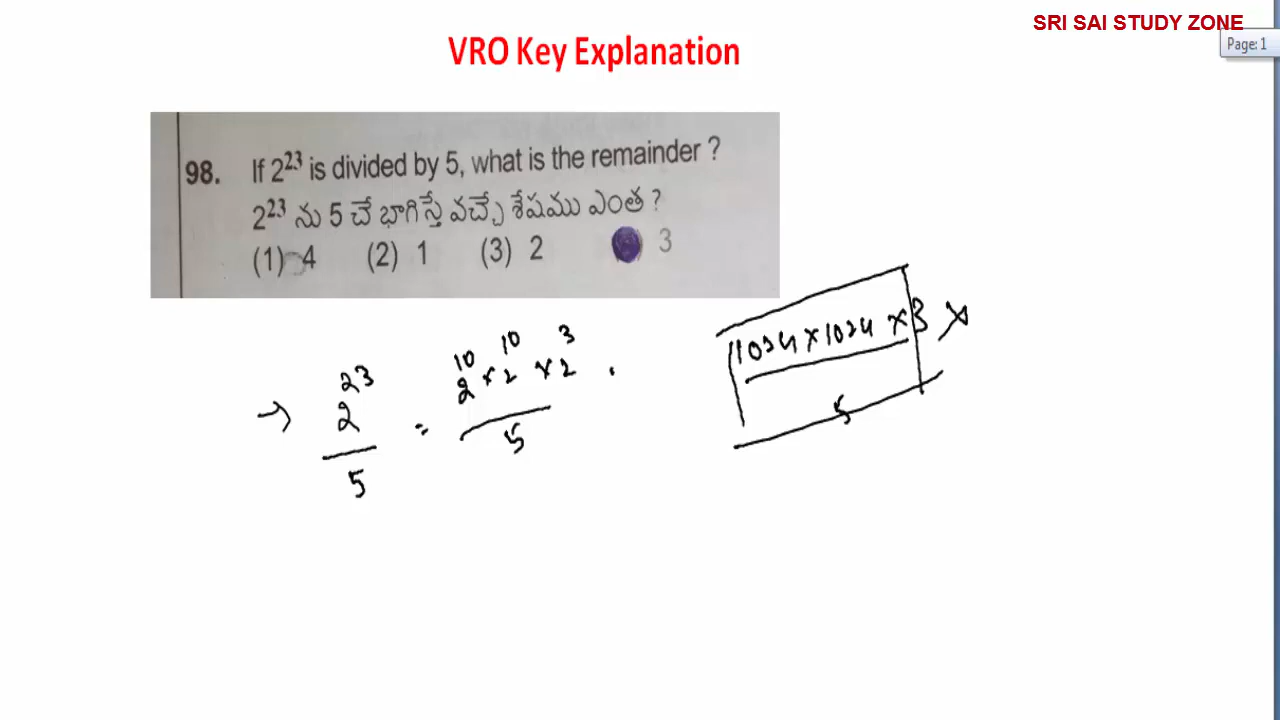 SRI SAI STUDY ZONE
Page: 1
VRO Key Explanation
98. If 2²³ is divided by 5, what is the remainder ?
2²³ ను 5 చే భాగిస్తే వచ్చే శేషము ఎంత ?
(1) 4 (2) 1 (3) 2 3
→ 2²³/5 = 2¹⁰×2¹⁰×2³/5 .
1024×1024×3/5 ×